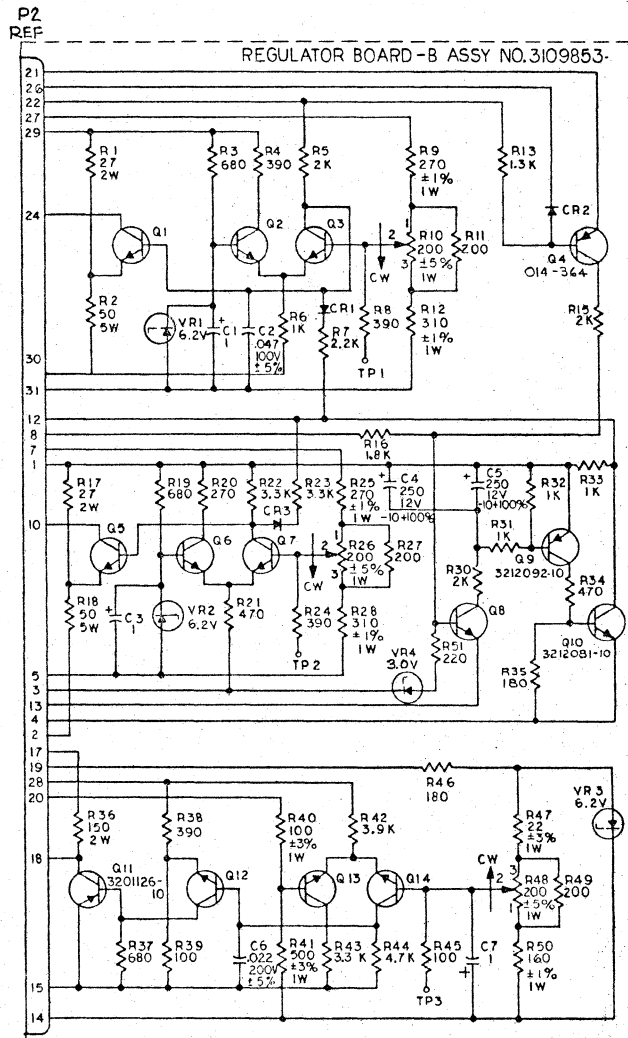 P2
REF
REGULATOR BOARD-B ASSY NO.3109853-
21
26
22
27
29
R1
27
2W
R3
680
R4
390
R5
2K
R9
270
±1%
1W
R13
1.3K
24
Q1
Q2
Q3
2
1
R10
200
±5%
1W
3
R11
200
CW
CR2
Q4
014-364
R2
50
5W
VR1
6.2V
+
C1
1
C2
.047
100V
±5%
R6
1K
CR1
R7
2.2K
R8
390
TP1
R12
310
±1%
1W
R15
2K
30
31
12
8
7
1
R16
1.8K
R17
27
2W
R19
680
R20
270
R22
3.3K
R23
3.3K
R25
270
±1%
1W
+
C4
250
12V
-10+100%
+
C5
250
12V
-10+100%
R32
1K
R33
1K
CR3
10
Q5
Q6
Q7
2
1
R26
200
±5%
1W
3
R27
200
CW
R31
1K
Q9
3212092-10
R30
2K
R34
470
R18
50
5W
+
C3
1
VR2
6.2V
R21
470
R24
390
TP2
R28
310
±1%
1W
Q8
R51
220
VR4
3.0V
Q10
3212081-10
R35
180
5
3
13
4
2
17
19
28
20
R46
180
VR3
6.2V
R36
150
2W
R38
390
R40
100
±3%
1W
R42
3.9K
R47
22
±3%
1W
18
Q11
3201126-
10
Q12
Q13
Q14
CW
2
3
R48
200
±5%
1W
1
R49
200
R37
680
R39
100
C6
.022
200V
±5%
R41
500
±3%
1W
R43
3.3K
R44
4.7K
R45
100
TP3
C7
1
+
R50
160
±1%
1W
15
14